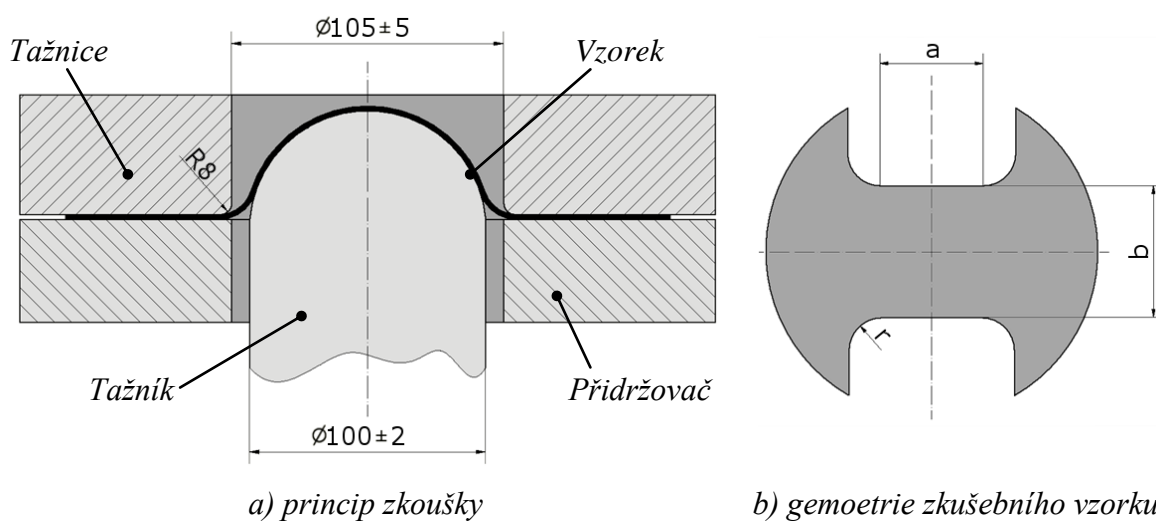 Ø105±5
Tažnice
Vzorek
a
R8
b
r
Tažník
Přidržovač
Ø100±2
a) princip zkoušky
b) gemoetrie zkušebního vzorku